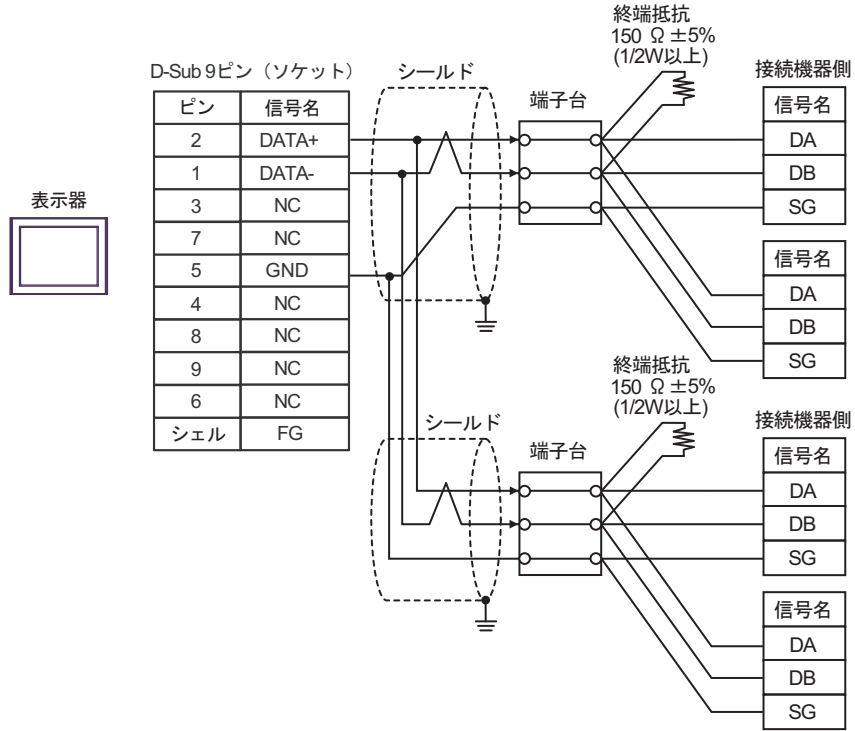 終端抵抗
150 Ω ±5%
(1/2W以上)
D-Sub 9ピン（ソケット）
シールド
接続機器側
端子台
ピン 信号名
信号名
2 DATA+
DA
1 DATA-
DB
表示器
3 NC
SG
7 NC
信号名
5 GND
DA
4 NC
DB
8 NC
SG
9 NC
終端抵抗
150 Ω ±5%
(1/2W以上)
6 NC
シェル FG
シールド
接続機器側
端子台
信号名
DA
DB
SG
信号名
DA
DB
SG